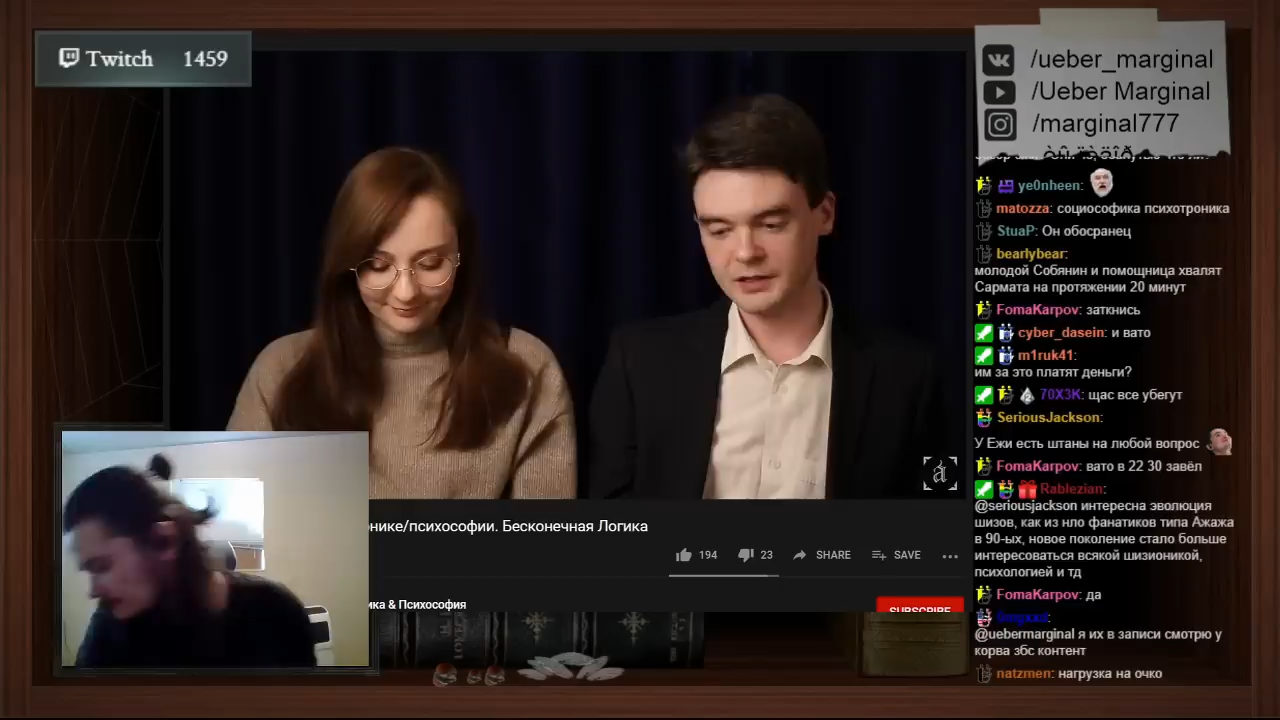 Twitch 1459
/ueber_marginal
/Ueber Marginal
/marginal777
ye0nheen:
matozza: социософика психотроника
StuaP: Он обосранец
bearlybear:
молодой Собянин и помощница хвалят
Сармата на протяжении 20 минут
FomaKarpov: заткнись
cyber_dasein: и вато
m1ruk41:
им за это платят деньги?
70X3K: щас все убегут
SeriousJackson:
У Ежи есть штаны на любой вопрос
FomaKarpov: вато в 22 30 завёл
Rablezian:
@seriousjackson интересна эволюция
шизов, как из нло фанатиков типа Ажажа
в 90-ых, новое поколение стало больше
интересоваться всякой шизионикой,
психологией и тд
FomaKarpov: да
@uebermarginal я их в записи смотрю у
корва збс контент
natzmen: нагрузка на очко
онике/психософии. Бесконечная Логика
194 23 SHARE SAVE
ика & Психософия
SUBSCRIBE